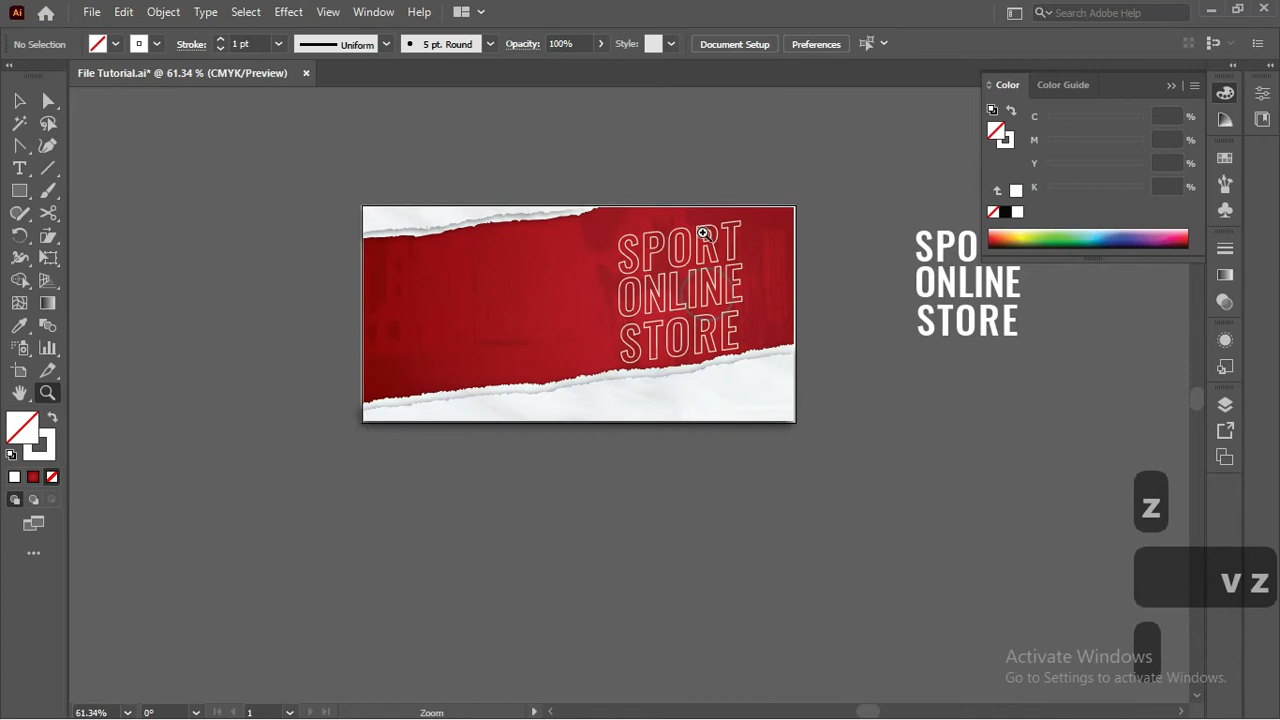 Ai File Edit Object Type Select Effect View Window Help Search Adobe Help
No Selection Stroke: 1 pt Uniform 5 pt. Round Opacity: 100% Style: Document Setup Preferences
File Tutorial.ai* @ 61.34 % (CMYK/Preview) ×
Color Color Guide
C %
M %
Y %
K %
SPORT
ONLINE
STORE
SPO
ONLINE
STORE
z
v z
Activate Windows
Go to Settings to activate Windows.
61.34% 0° 1 Zoom